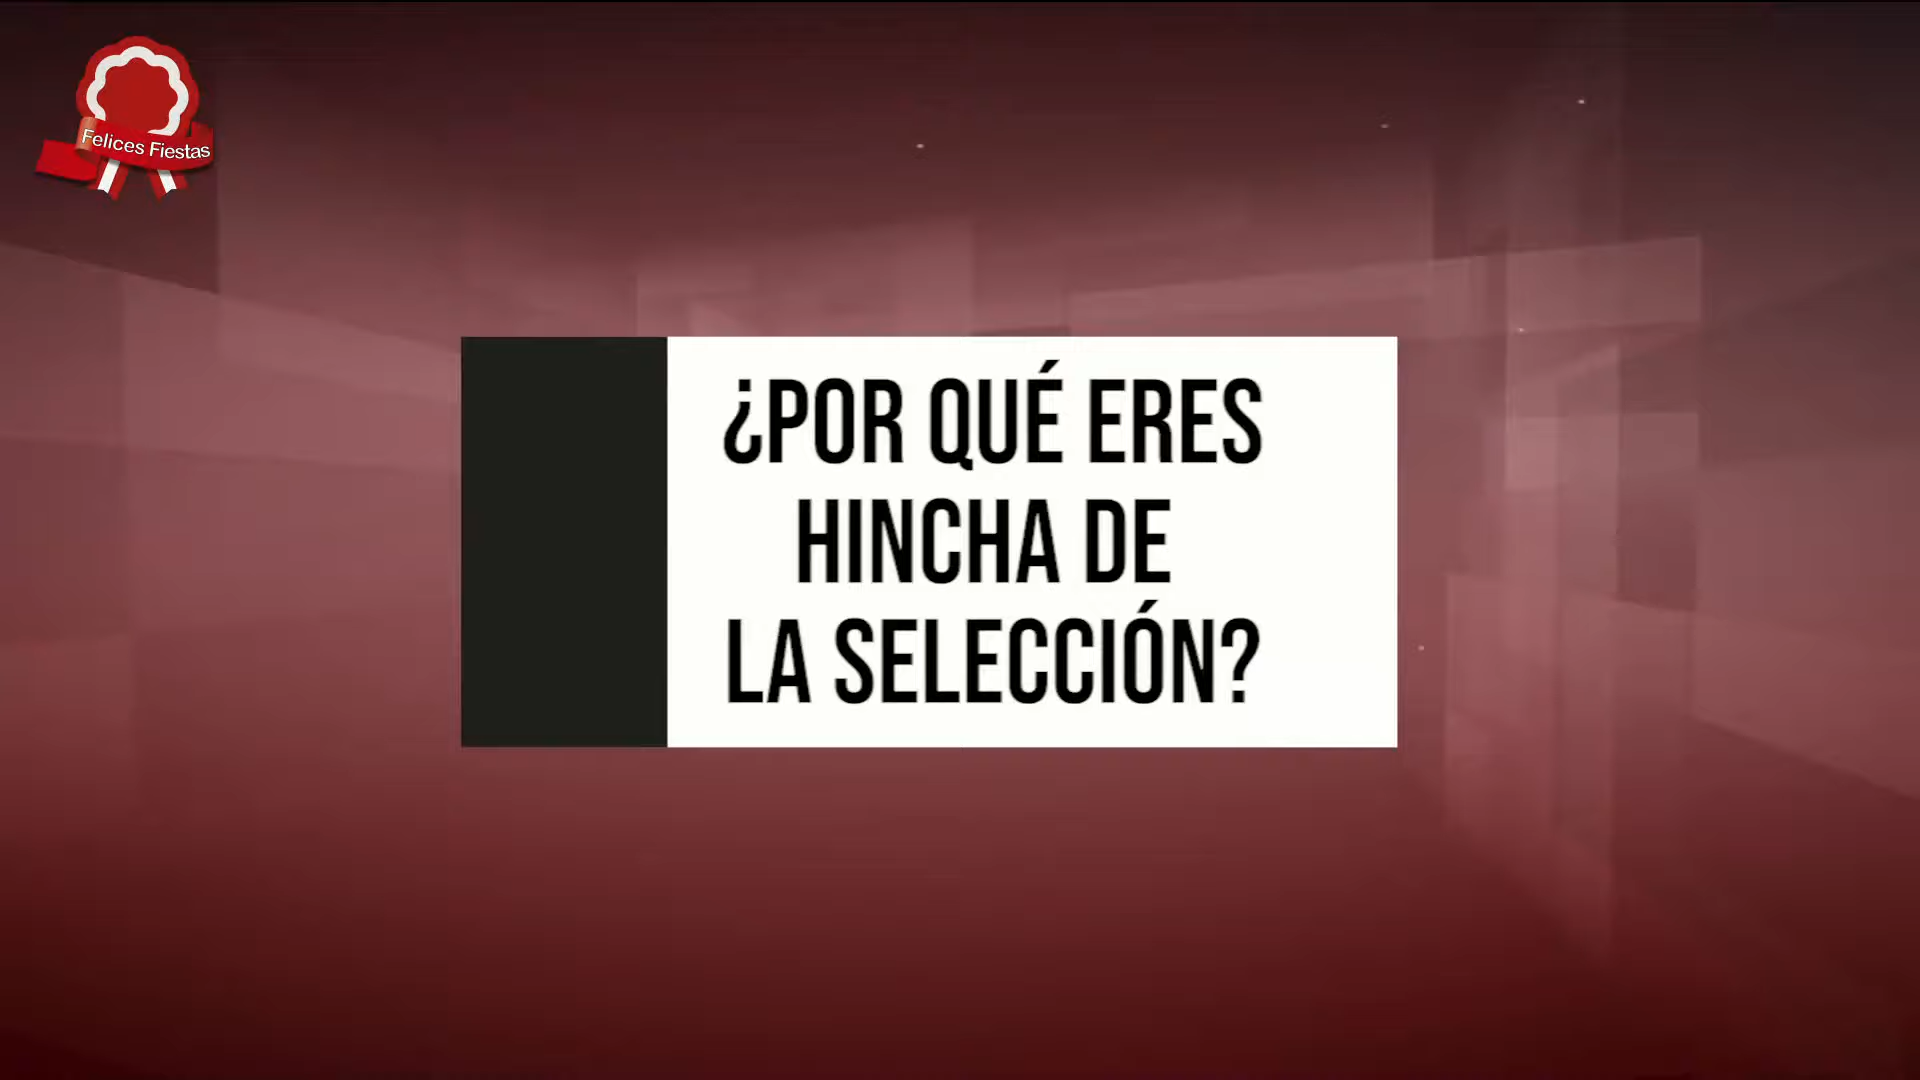 Felices Fiestas
¿POR QUÉ ERES
HINCHA DE
LA SELECCIÓN?